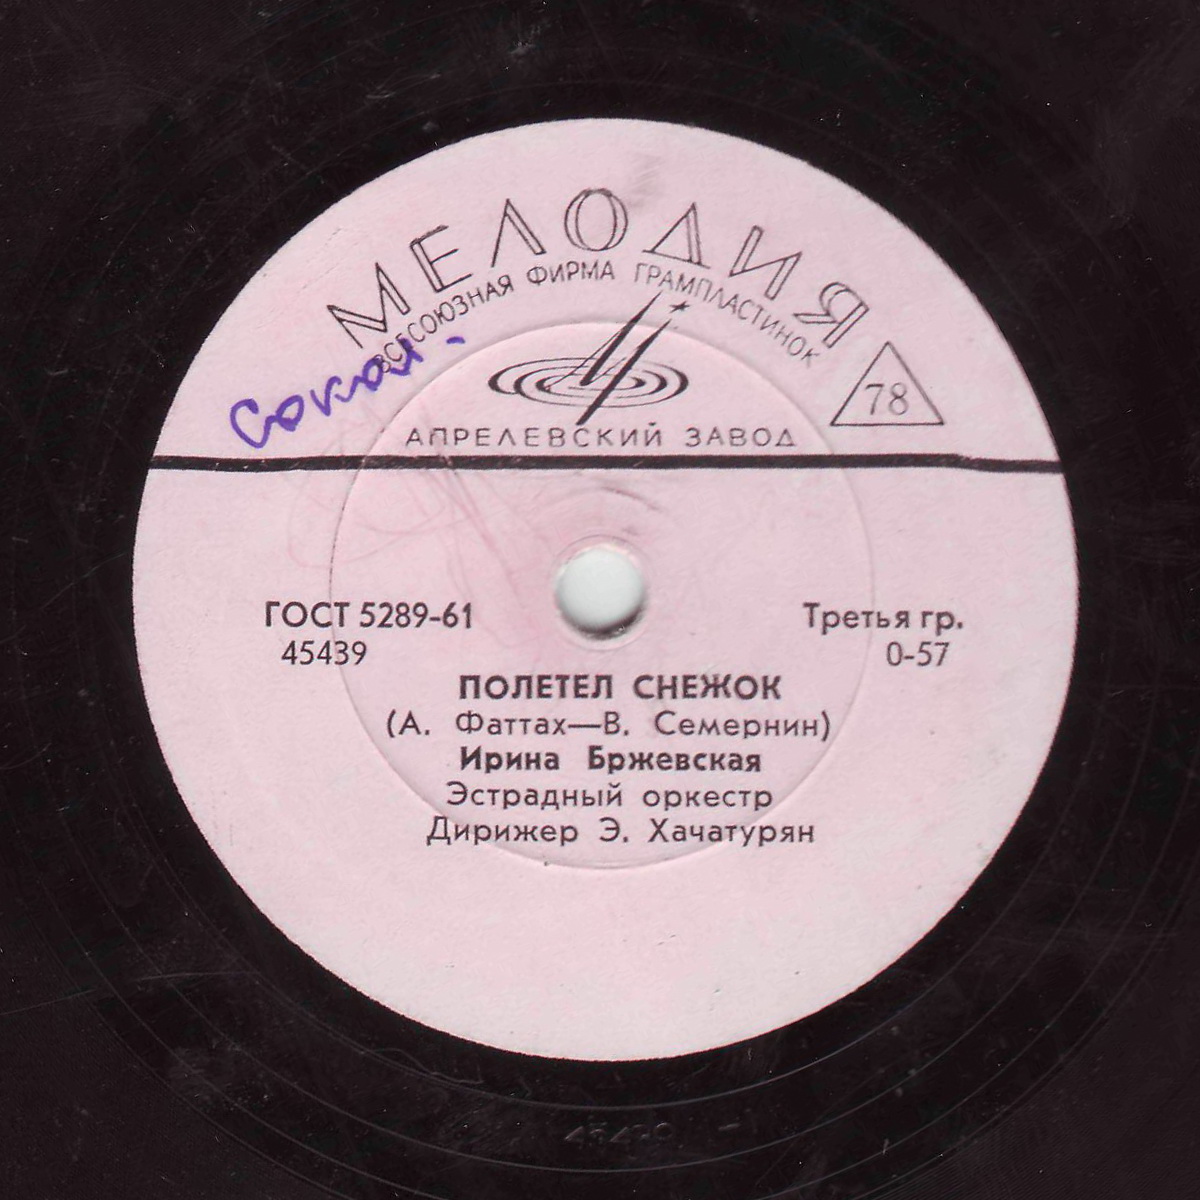 МЕЛОДИЯ
ВСЕСОЮЗНАЯ ФИРМА ГРАМПЛАСТИНОК
78
АПРЕЛЕВСКИЙ ЗАВОД
ГОСТ 5289-61
Третья гр.
45439
0-57
ПОЛЕТЕЛ СНЕЖОК
(А. Фаттах—В. Семернин)
Ирина Бржевская
Эстрадный оркестр
Дирижер Э. Хачатурян